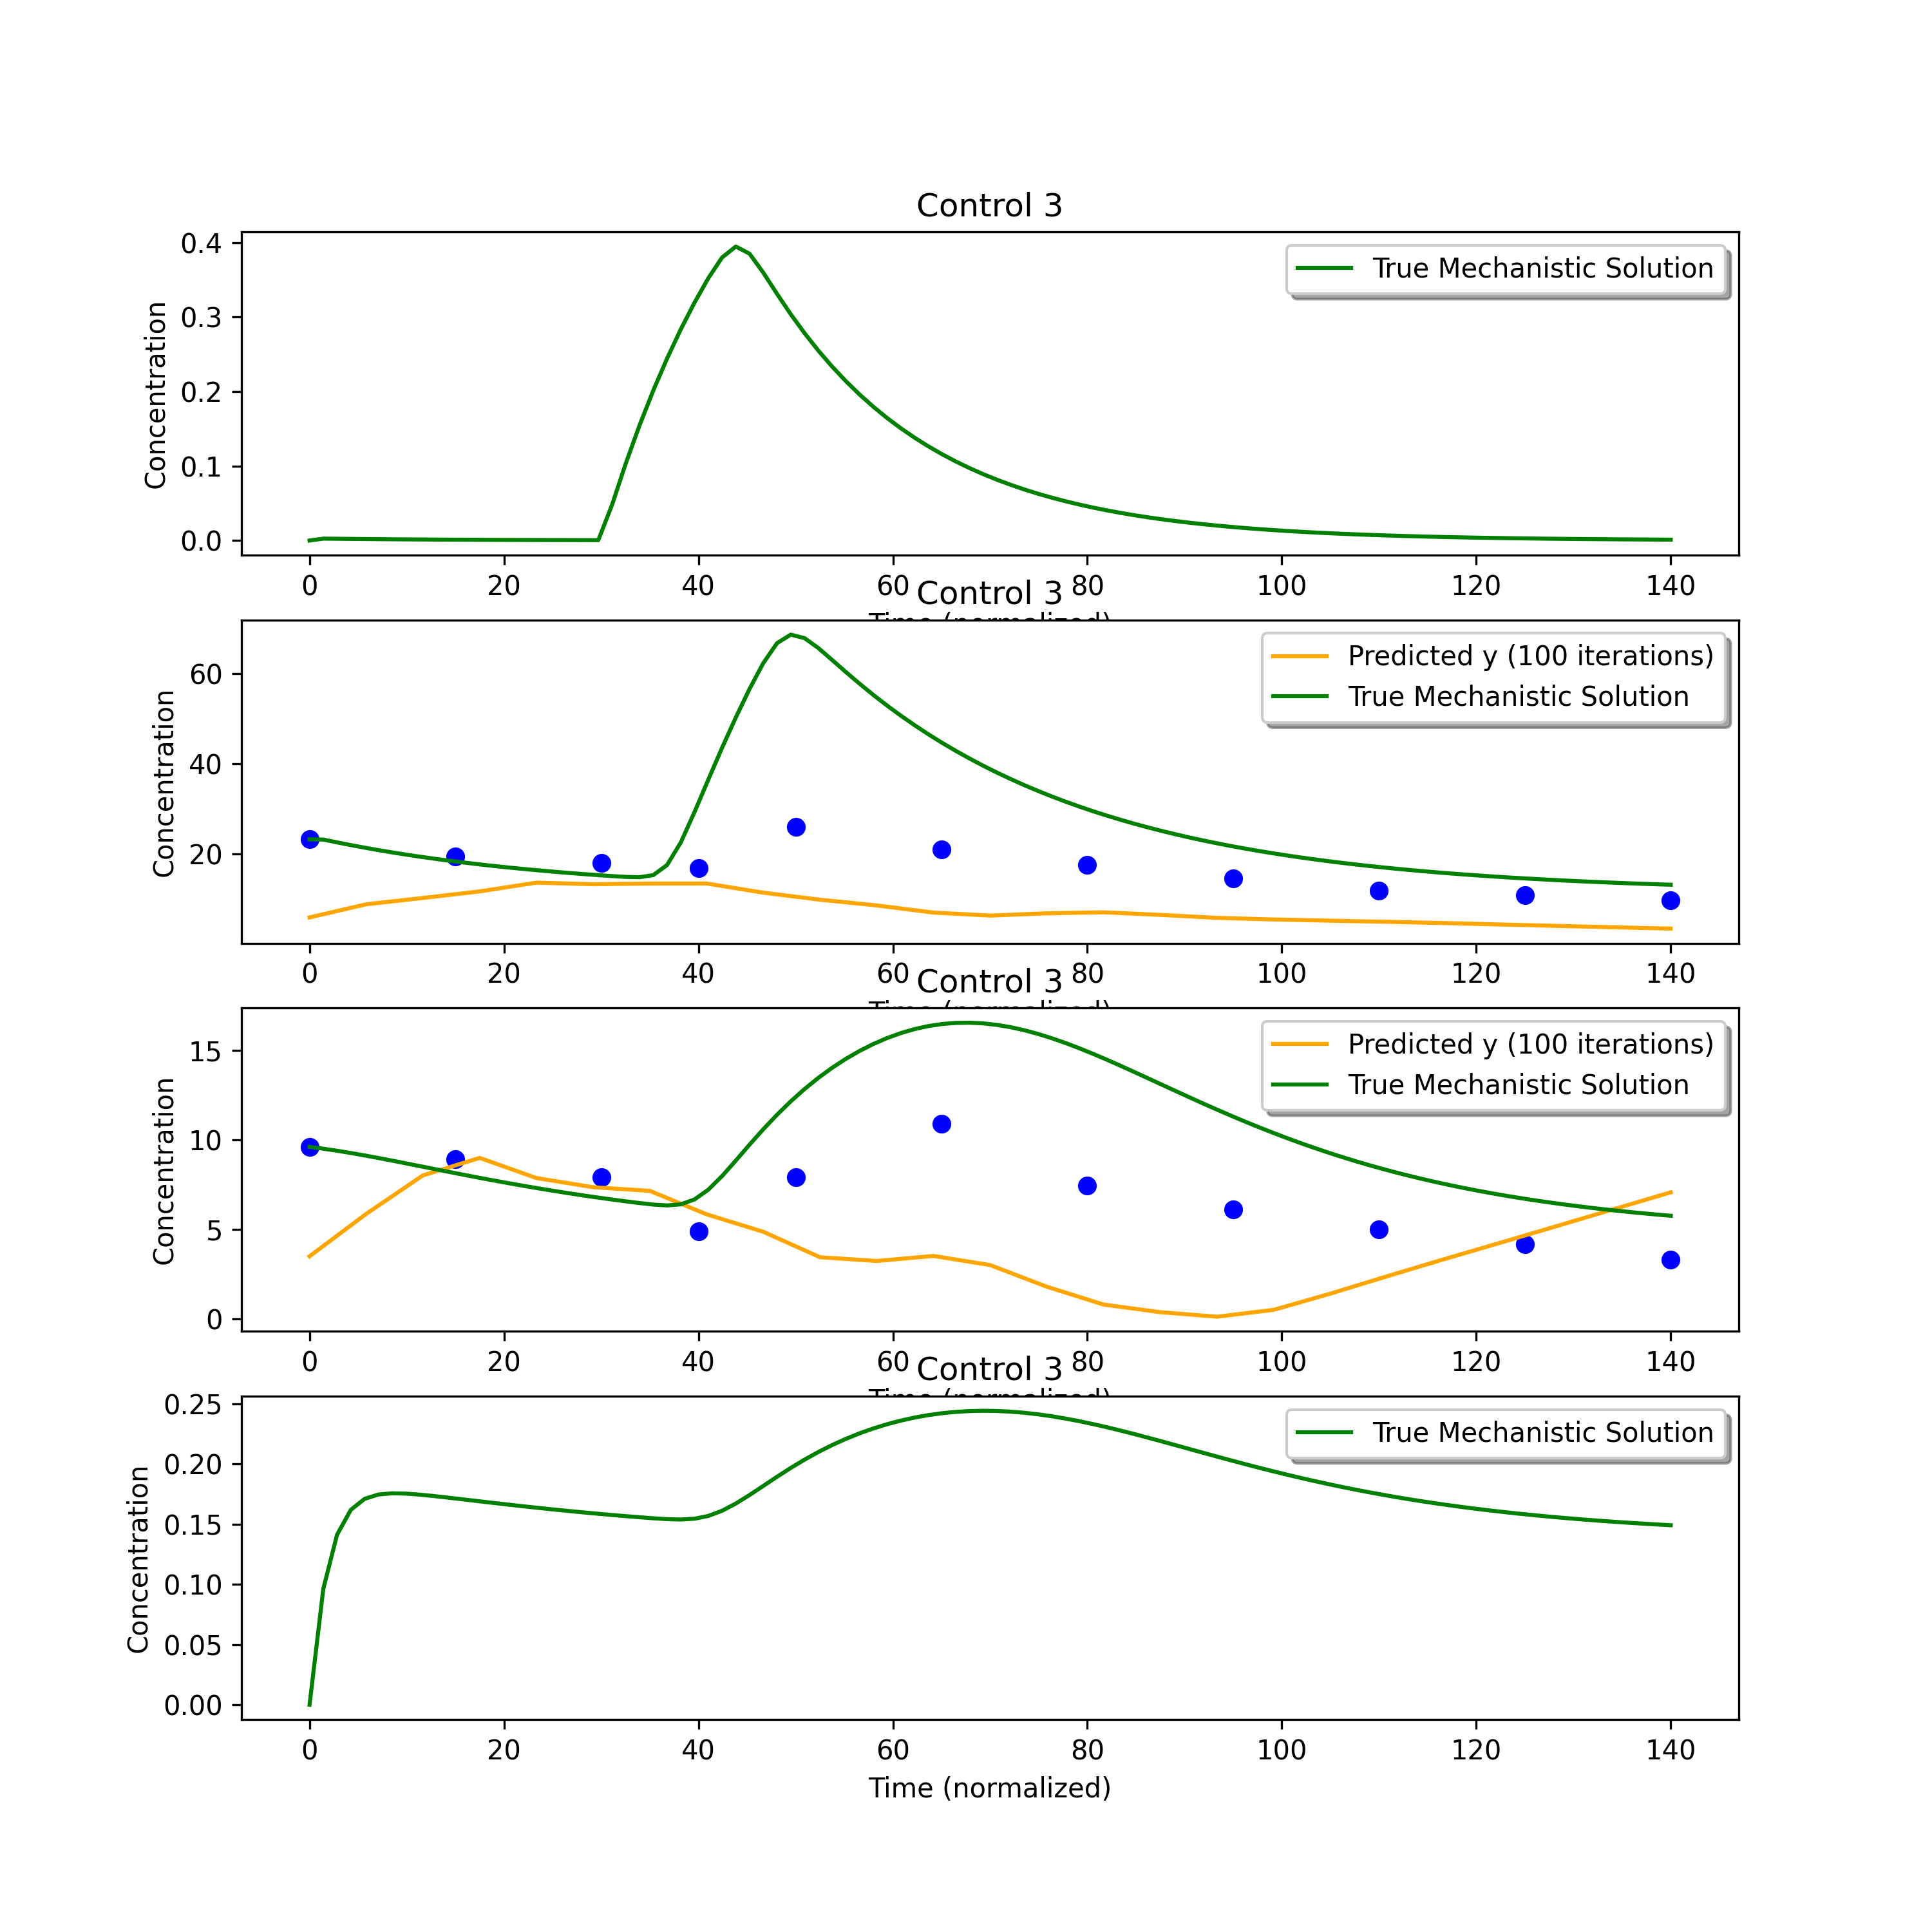 Control 3
Concentration
0.4
0.3
0.2
0.1
0.0
True Mechanistic Solution
0 20 40 60 80 100 120 140
Control 3
Concentration
60
40
20
Predicted y (100 iterations)
True Mechanistic Solution
0 20 40 60 80 100 120 140
Control 3
Concentration
15
10
5
0
Predicted y (100 iterations)
True Mechanistic Solution
0 20 40 60 80 100 120 140
Control 3
Concentration
0.25
0.20
0.15
0.10
0.05
0.00
True Mechanistic Solution
0 20 40 60 80 100 120 140
Time (normalized)